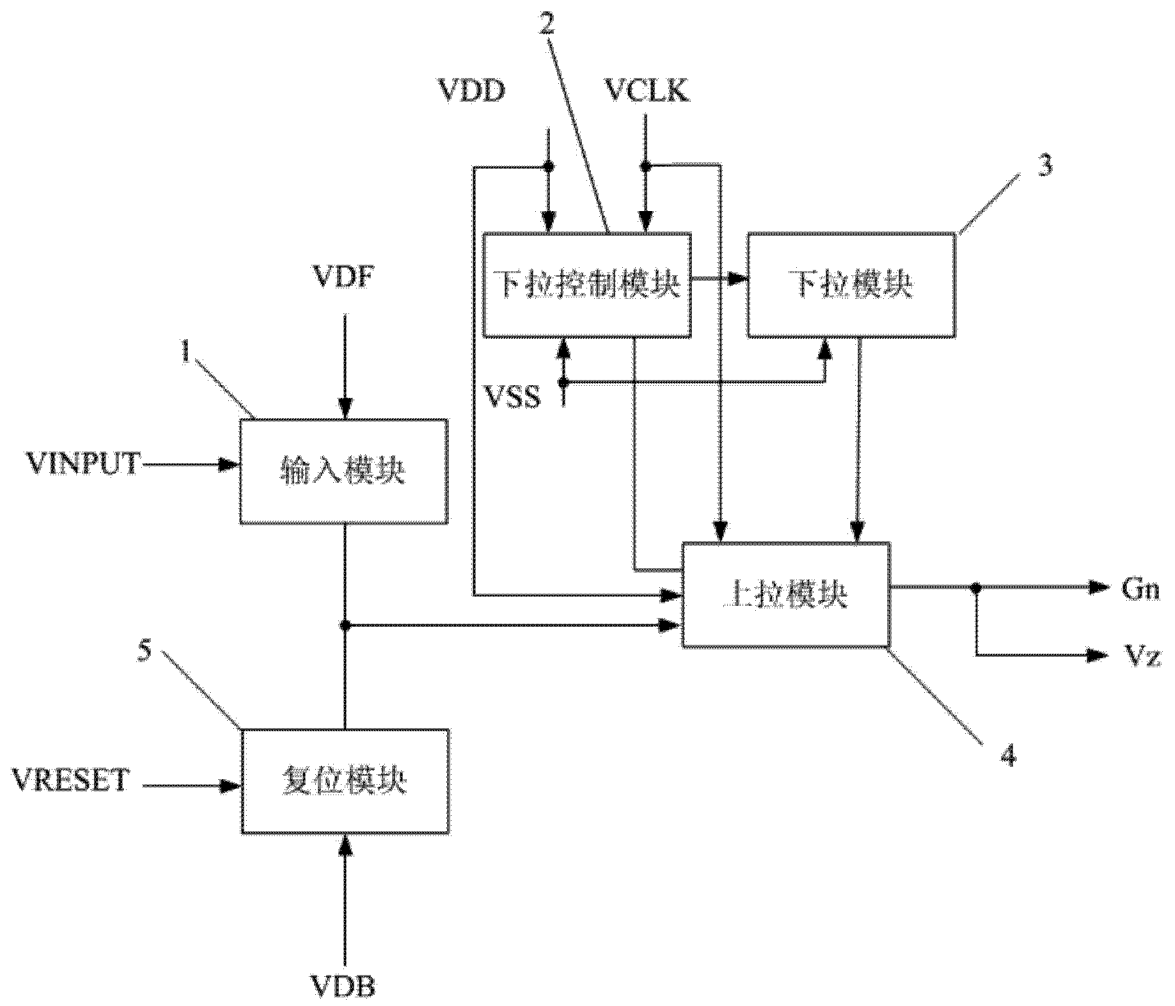 2
VDD
VCLK
3
下拉控制模块
下拉模块
VDF
1
VSS
VINPUT
输入模块
上拉模块
Gn
Vz
5
4
VRESET
复位模块
VDB